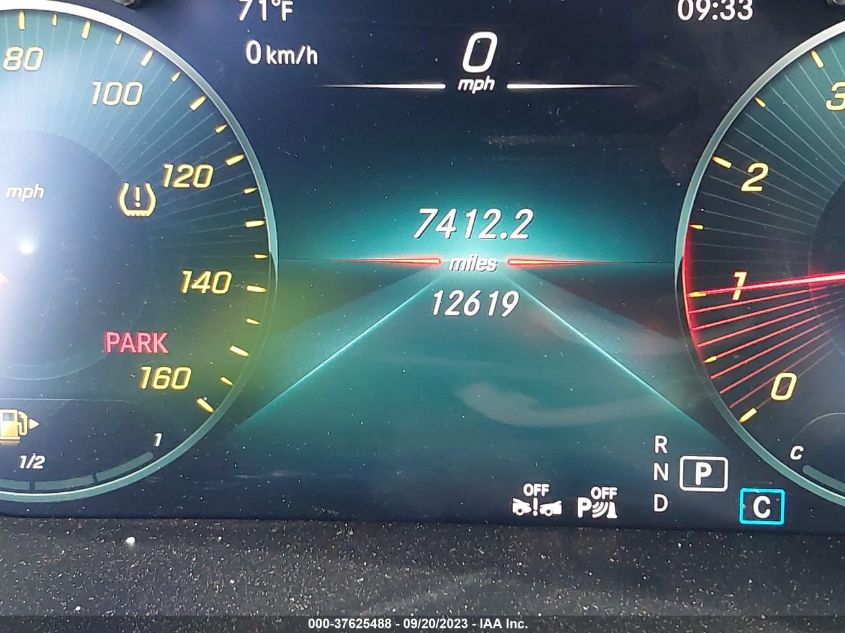 71°F
09:33
0 km/h
0
mph
80
100
120
140
160
mph
PARK
1/2
1
7412.2
miles
12619
3
2
1
0
C
R
N
D
P
C
OFF
OFF
P
000-37625488 - 09/20/2023 - IAA Inc.